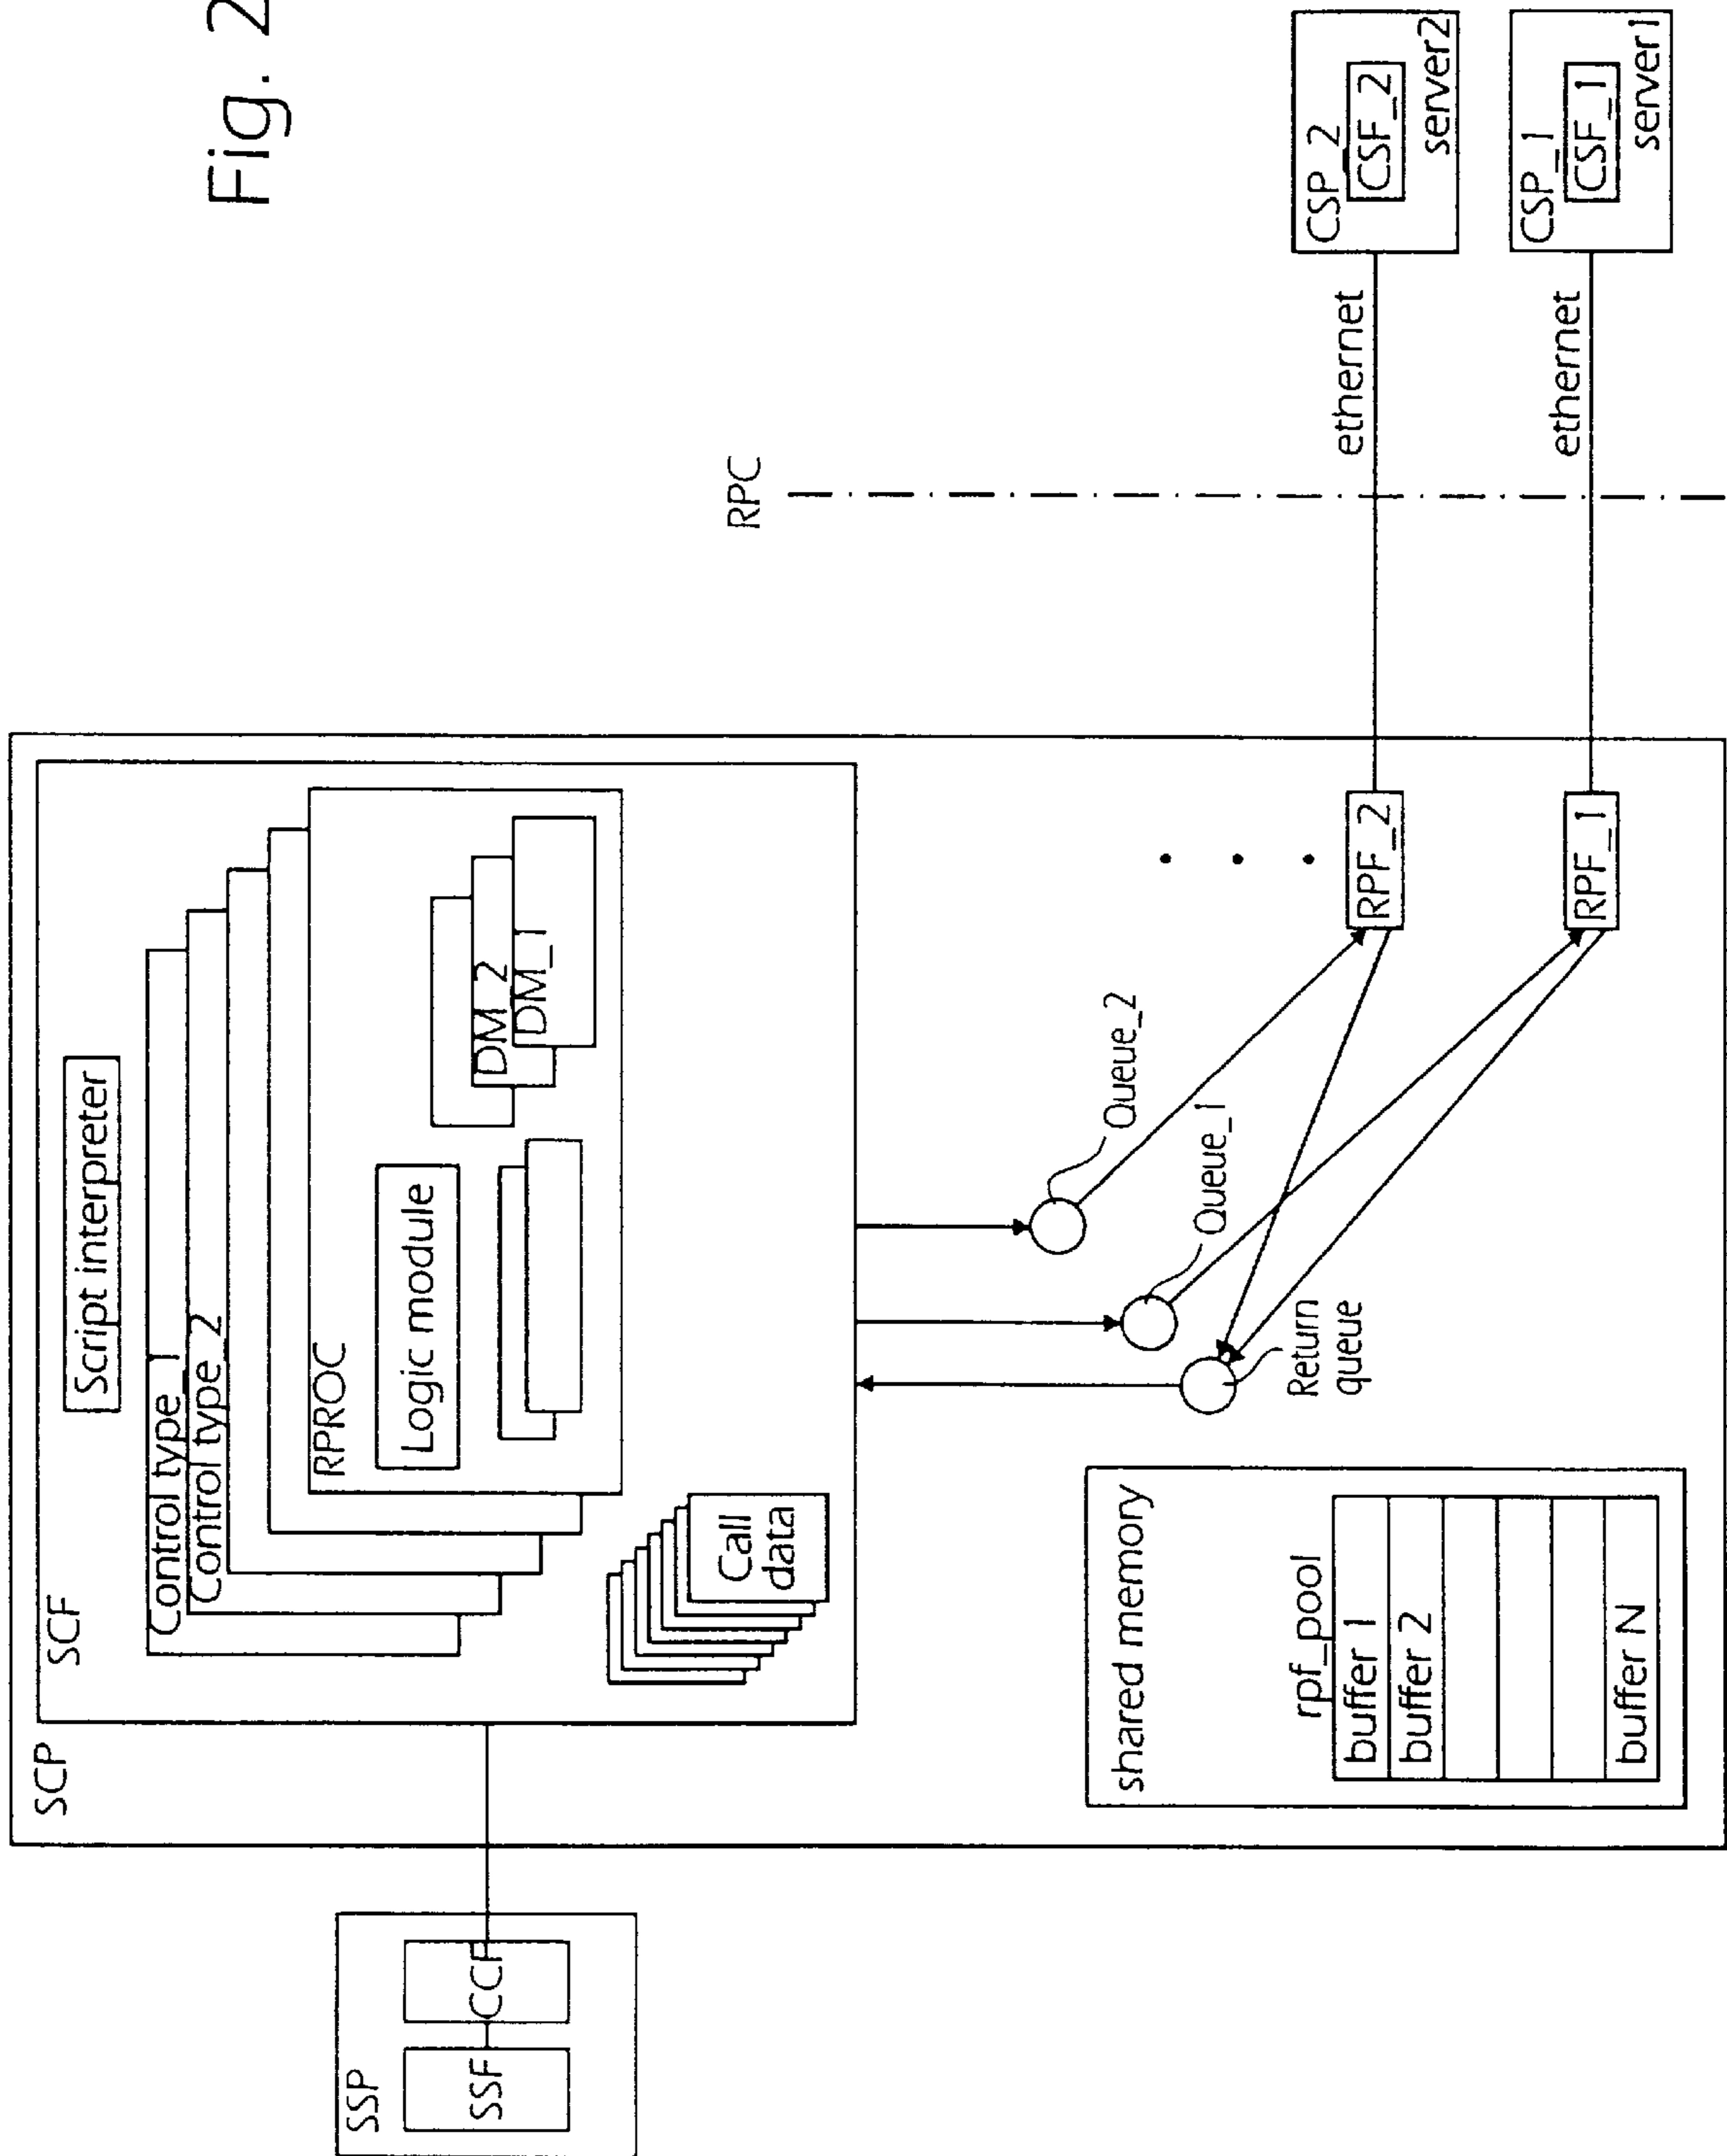 Fig. 2
SSP
SSF
CCF
SCP
SCF
Script interpreter
Control type_1
Control type_2
RPROC
Logic module
DM_2
DM_1
Call
data
shared memory
rpf_pool
buffer 1
buffer 2
buffer N
Return
queue
Queue_1
Queue_2
RPF_2
RPF_1
RPC
ethernet
ethernet
CSP_2
CSF_2
server2
CSP_1
CSF_1
server1